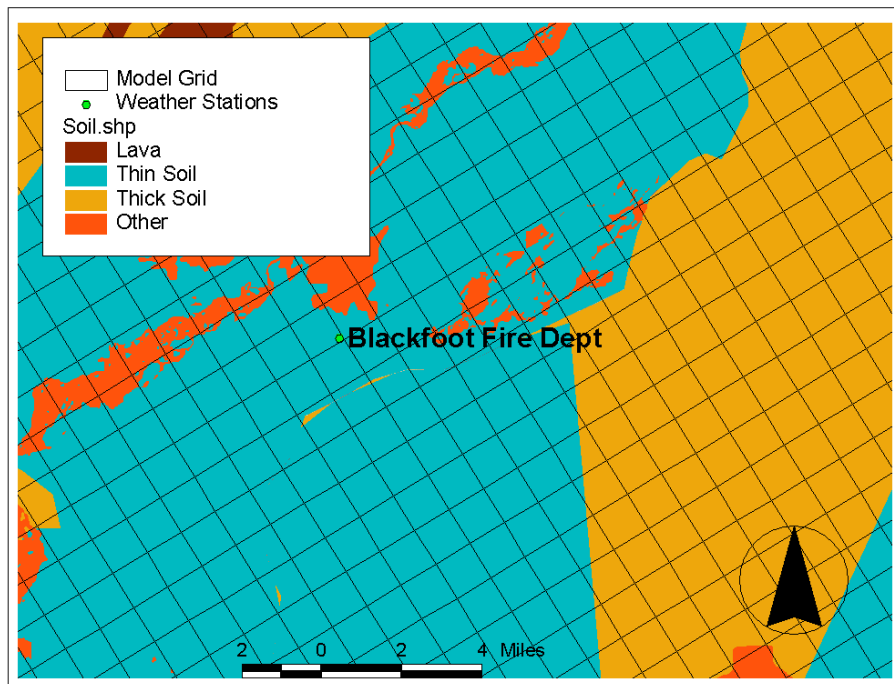 Model Grid
Weather Stations
Soil.shp
Lava
Thin Soil
Thick Soil
Other
Blackfoot Fire Dept
2 0 2 4 Miles